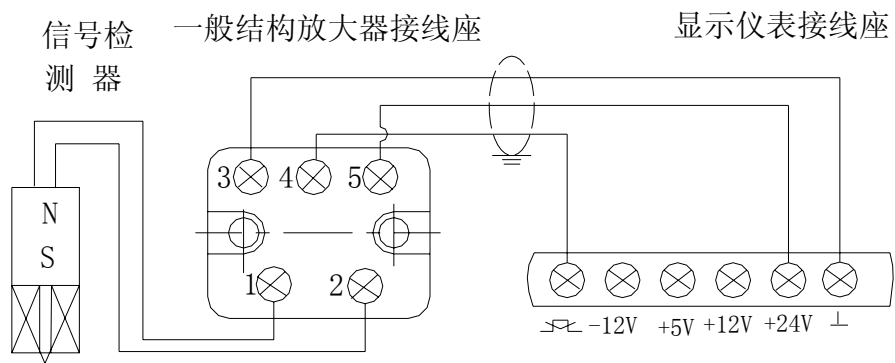 信号检
测 器
一般结构放大器接线座
显示仪表接线座
3 4 5
N
S
1 2
-12V +5V +12V +24V ⊥